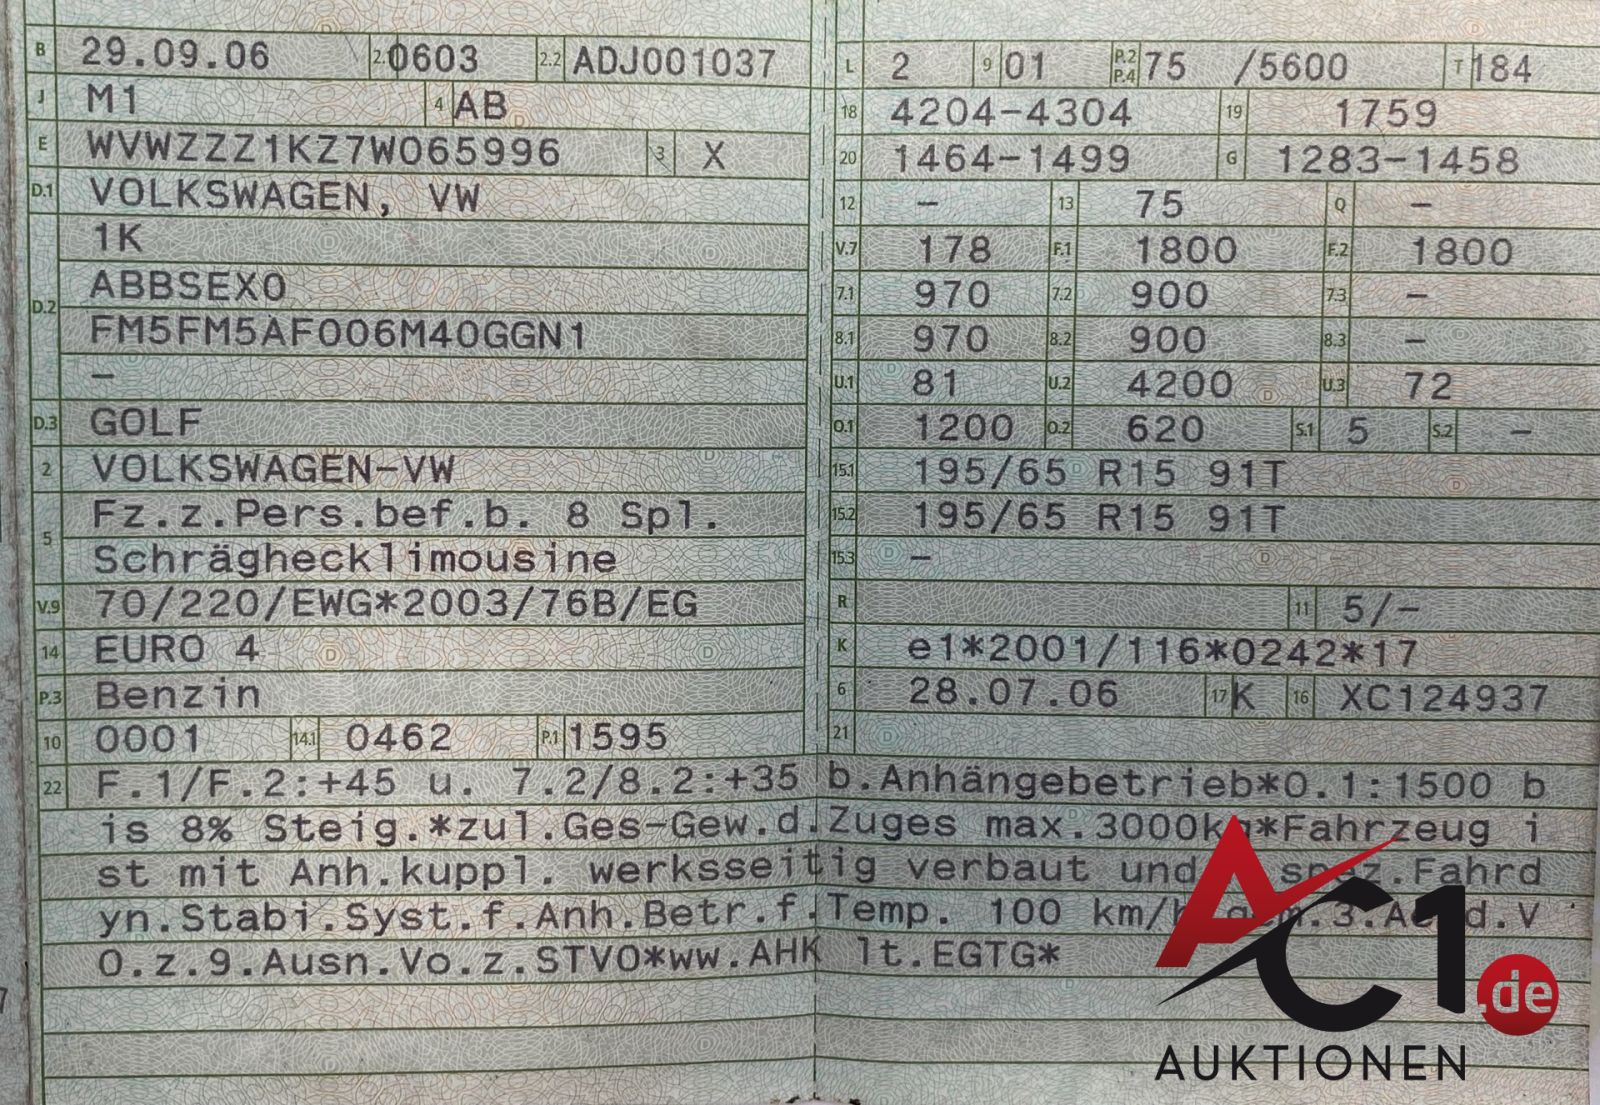 B 29.09.06 2.1 0603 2.2 ADJ001037
J M1 4 AB
E WVWZZZ1KZ7W065996 3 X
D.1 VOLKSWAGEN, VW
1K
D.2 ABBSEX0
FM5FM5AF006M40GGN1
–
D.3 GOLF
2 VOLKSWAGEN-VW
5 Fz.z.Pers.bef.b. 8 Spl.
Schräghecklimousine
V.9 70/220/EWG*2003/76B/EG
14 EURO 4
P.3 Benzin
10 0001 14.1 0462 P.1 1595
L 2 9 01 P.2 P.4 75 /5600 T 184
18 4204-4304 19 1759
20 1464-1499 G 1283-1458
12 – 13 75 Q –
V.7 178 F.1 1800 F.2 1800
7.1 970 7.2 900 7.3 –
8.1 970 8.2 900 8.3 –
U.1 81 U.2 4200 U.3 72
O.1 1200 O.2 620 S.1 5 S.2 –
15.1 195/65 R15 91T
15.2 195/65 R15 91T
15.3 –
R 11 5/–
K e1*2001/116*0242*17
6 28.07.06 17 K 16 XC124937
21
22 F.1/F.2:+45 u. 7.2/8.2:+35 b.Anhängebetrieb*O.1:1500 b
is 8% Steig.*zul.Ges-Gew.d.Zuges max.3000kg*Fahrzeug i
st mit Anh.kuppl. werksseitig verbaut und spez.Fahrd
yn.Stabi.Syst.f.Anh.Betr.f.Temp. 100 km/h gem.3.Ae d.V
O.z.9.Ausn.Vo.z.STVO*ww.AHK lt.EGTG*
AC1.de
AUKTIONEN